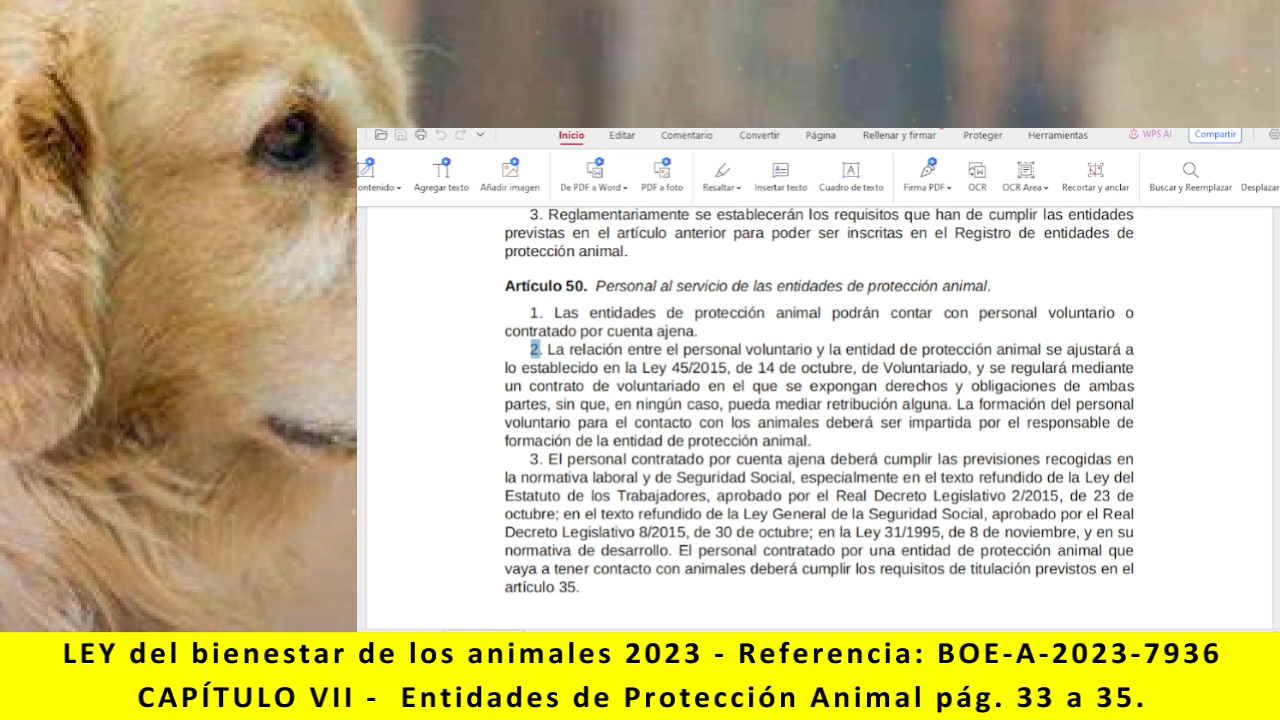 Inicio Editar Comentario Convertir Página Rellenar y firmar Proteger Herramientas WPS AI Compartir
ontenido Agregar texto Añadir imagen De PDF a Word PDF a foto Resaltar Insertar texto Cuadro de texto Firma PDF OCR OCR Area Recortar y anclar Buscar y Reemplazar Desplazar
3. Reglamentariamente se establecerán los requisitos que han de cumplir las entidades
previstas en el artículo anterior para poder ser inscritas en el Registro de entidades de
protección animal.
Artículo 50. Personal al servicio de las entidades de protección animal.
1. Las entidades de protección animal podrán contar con personal voluntario o
contratado por cuenta ajena.
2. La relación entre el personal voluntario y la entidad de protección animal se ajustará a
lo establecido en la Ley 45/2015, de 14 de octubre, de Voluntariado, y se regulará mediante
un contrato de voluntariado en el que se expongan derechos y obligaciones de ambas
partes, sin que, en ningún caso, pueda mediar retribución alguna. La formación del personal
voluntario para el contacto con los animales deberá ser impartida por el responsable de
formación de la entidad de protección animal.
3. El personal contratado por cuenta ajena deberá cumplir las previsiones recogidas en
la normativa laboral y de Seguridad Social, especialmente en el texto refundido de la Ley del
Estatuto de los Trabajadores, aprobado por el Real Decreto Legislativo 2/2015, de 23 de
octubre; en el texto refundido de la Ley General de la Seguridad Social, aprobado por el Real
Decreto Legislativo 8/2015, de 30 de octubre; en la Ley 31/1995, de 8 de noviembre, y en su
normativa de desarrollo. El personal contratado por una entidad de protección animal que
vaya a tener contacto con animales deberá cumplir los requisitos de titulación previstos en el
artículo 35.
LEY del bienestar de los animales 2023 - Referencia: BOE-A-2023-7936
CAPÍTULO VII - Entidades de Protección Animal pág. 33 a 35.